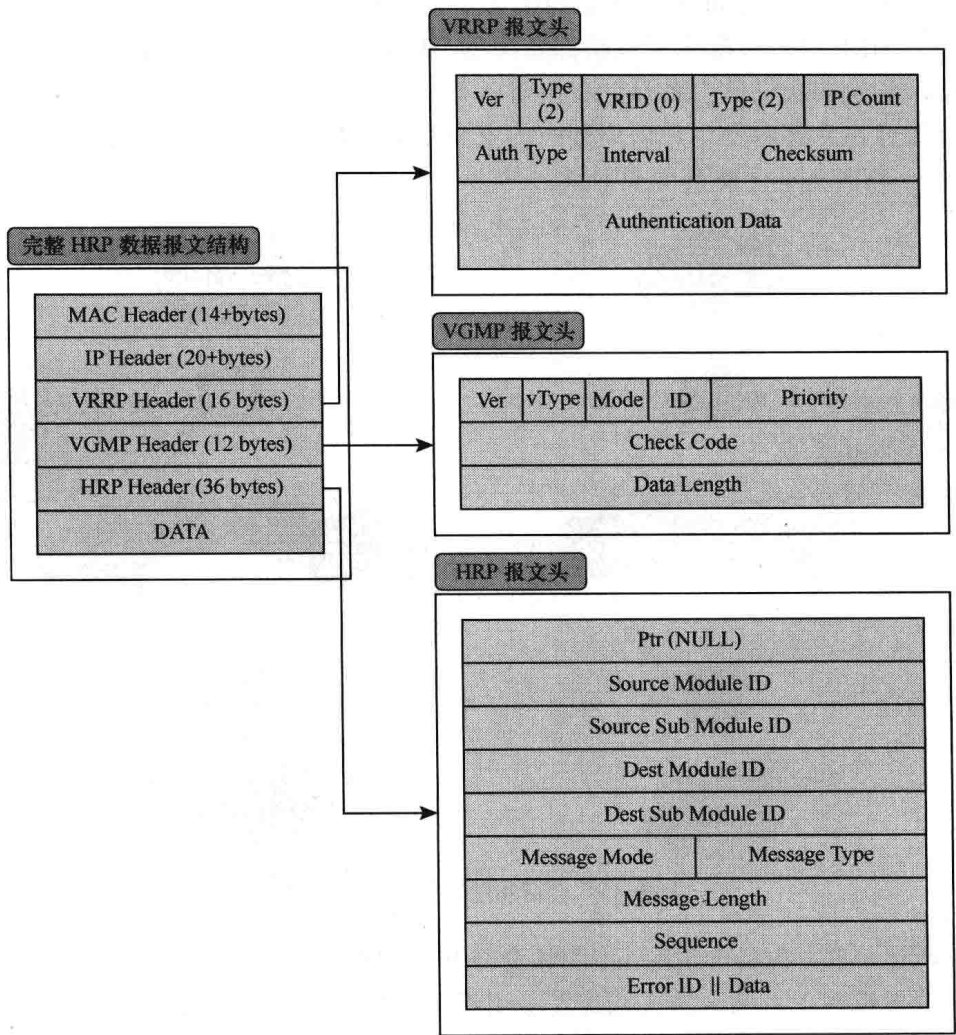 VRRP 报文头
Ver Type (2) VRID (0) Type (2) IP Count
Auth Type Interval Checksum
Authentication Data
完整 HRP 数据报文结构
MAC Header (14+bytes)
IP Header (20+bytes)
VRRP Header (16 bytes)
VGMP Header (12 bytes)
HRP Header (36 bytes)
DATA
VGMP 报文头
Ver vType Mode ID Priority
Check Code
Data Length
HRP 报文头
Ptr (NULL)
Source Module ID
Source Sub Module ID
Dest Module ID
Dest Sub Module ID
Message Mode Message Type
Message Length
Sequence
Error ID || Data